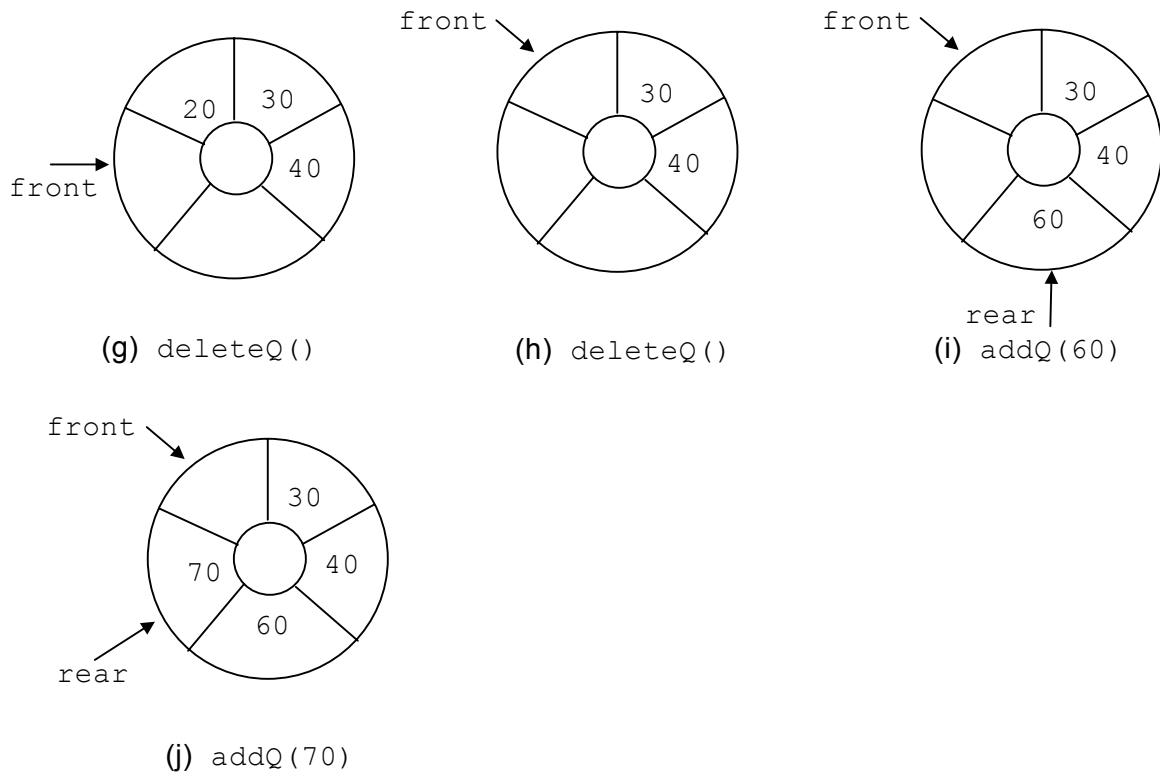 front
front
20
30
30
30
40
40
40
front
60
rear
(g) deleteQ()
(h) deleteQ()
(i) addQ(60)
front
30
70
40
60
rear
(j) addQ(70)